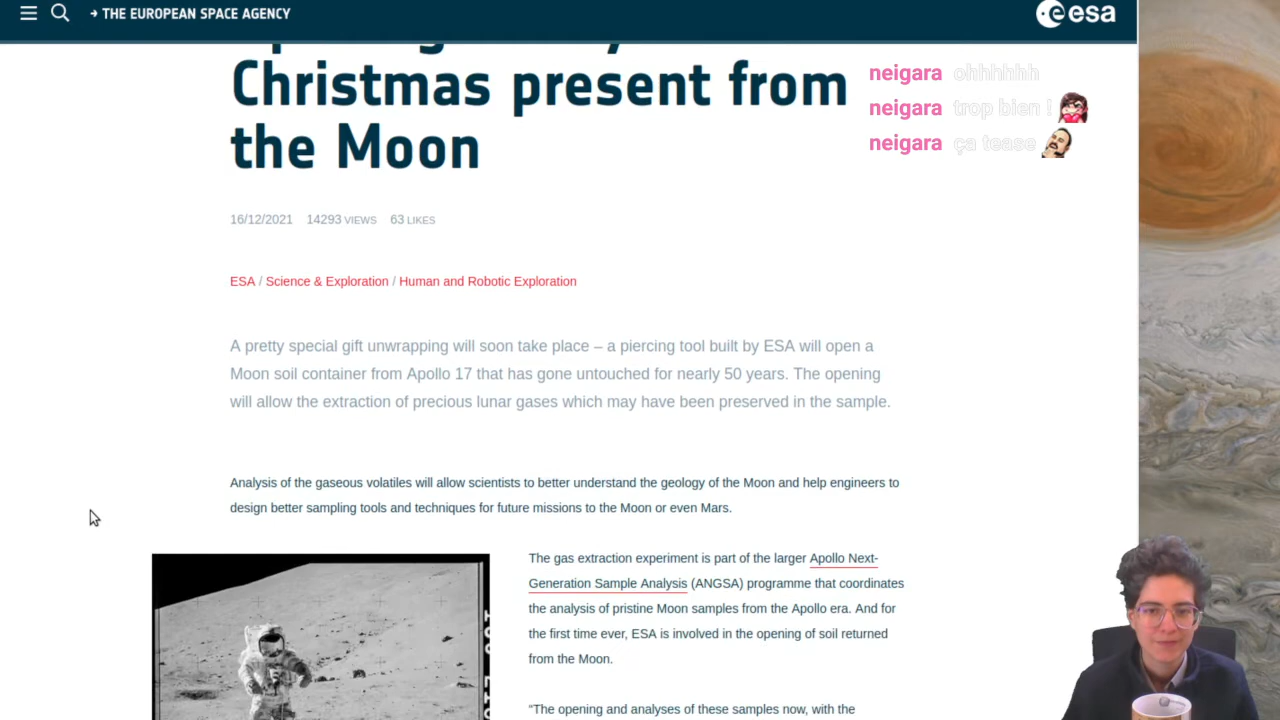 → THE EUROPEAN SPACE AGENCY
esa
Christmas present from
the Moon
neigara ohhhhhh
neigara trop bien !
neigara ça tease
16/12/2021 14293 VIEWS 63 LIKES
ESA / Science & Exploration / Human and Robotic Exploration
A pretty special gift unwrapping will soon take place – a piercing tool built by ESA will open a
Moon soil container from Apollo 17 that has gone untouched for nearly 50 years. The opening
will allow the extraction of precious lunar gases which may have been preserved in the sample.
Analysis of the gaseous volatiles will allow scientists to better understand the geology of the Moon and help engineers to
design better sampling tools and techniques for future missions to the Moon or even Mars.
The gas extraction experiment is part of the larger Apollo Next-
Generation Sample Analysis (ANGSA) programme that coordinates
the analysis of pristine Moon samples from the Apollo era. And for
the first time ever, ESA is involved in the opening of soil returned
from the Moon.
“The opening and analyses of these samples now, with the